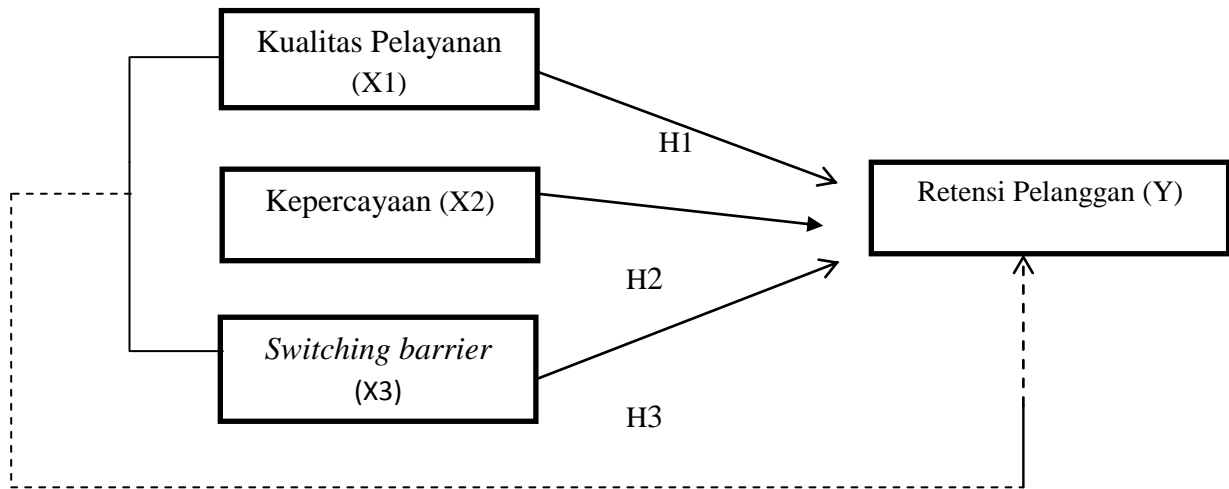 Kualitas Pelayanan
(X1)
H1
Kepercayaan (X2)
Retensi Pelanggan (Y)
H2
Switching barrier
(X3)
H3